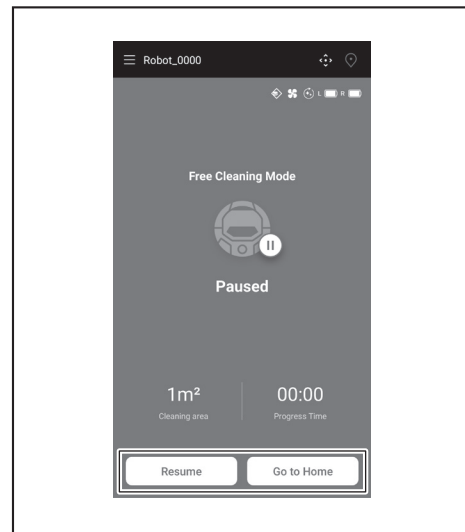 Robot_0000
L R
Free Cleaning Mode
Paused
1m² 00:00
Cleaning area Progress Time
Resume Go to Home